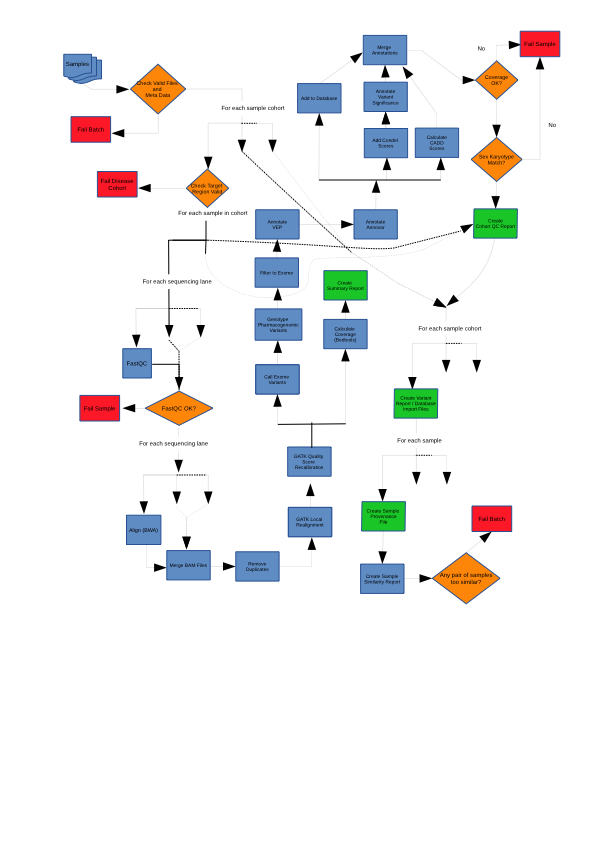 Samples
Check Valid Files
and
Meta Data
Fail Batch
For each sample cohort
Fail Disease
Cohort
Check Target
Region Valid
For each sample in cohort
For each sequencing lane
FastQC
Fail Sample
FastQC OK?
For each sequencing lane
Align (BWA)
Merge BAM Files
Remove
Duplicates
GATK Local
Realignment
GATK Quality
Score
Recalibration
Call Exome
Variants
Genotype
Pharmacogenomic
Variants
Filter to Exome
Annotate
VEP
Calculate
Coverage
(Bedtools)
Create
Summary Report
Annotate
Annovar
Add to Database
Add Condel
Scores
Annotate
Variant
Significance
Calculate
CADD
Scores
Merge
Annotations
Coverage
OK?
No
Fail Sample
No
Sex Karyotype
Match?
Create
Cohort QC Report
For each sample cohort
Create Variant
Report / Database
Import Files
For each sample
Create Sample
Provenance
File
Create Sample
Similarity Report
Any pair of samples
too similar?
Fail Batch